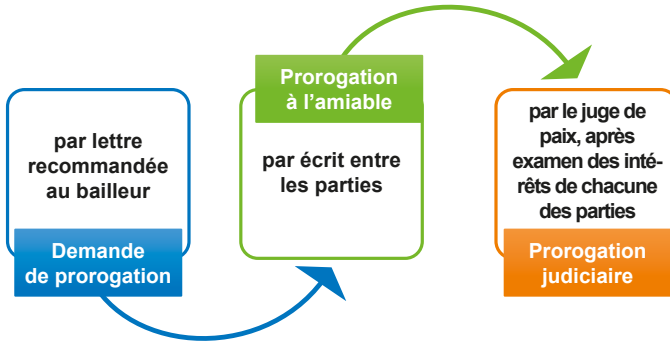 par lettre
recommandée
au bailleur
Demande
de prorogation
Prorogation
à l’amiable
par écrit entre
les parties
par le juge de
paix, après
examen des inté-
rêts de chacune
des parties
Prorogation
judiciaire